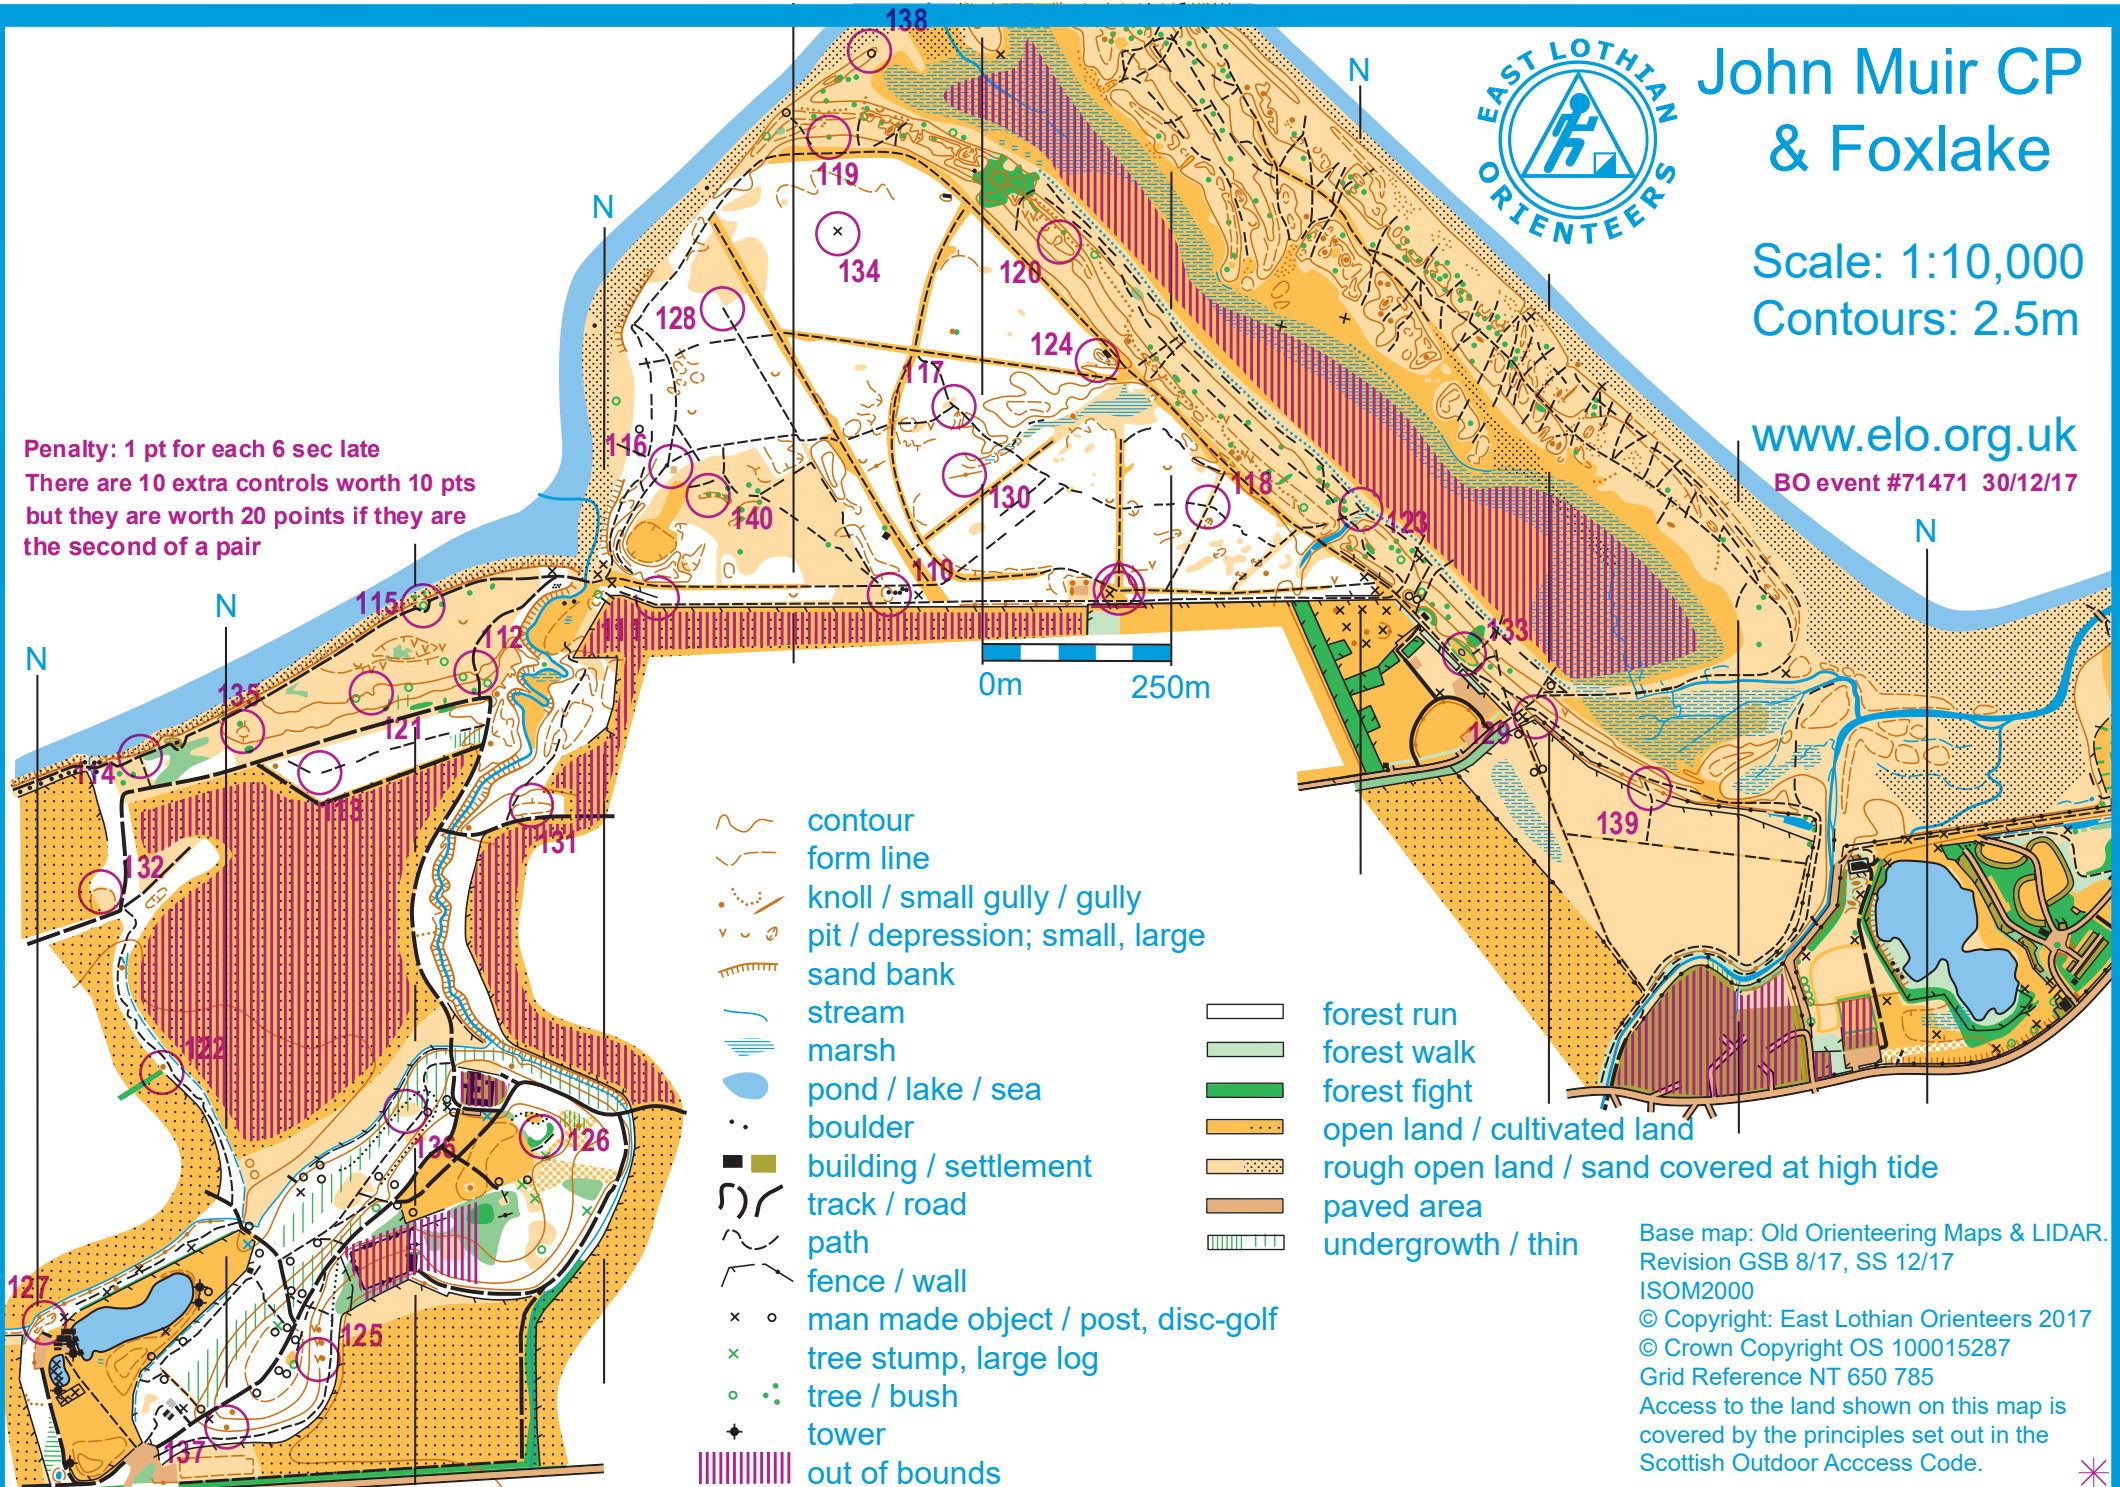 138
EAST LOTHIAN
ORIENTEERS
John Muir CP
& Foxlake
Scale: 1:10,000
Contours: 2.5m
www.elo.org.uk
BO event #71471 30/12/17
N
N
N
N
N
119
134
120
128
124
117
116
118
130
140
123
110
111
115
112
133
135
121
129
114
113
139
131
132
122
136
126
127
125
137
Penalty: 1 pt for each 6 sec late
There are 10 extra controls worth 10 pts
but they are worth 20 points if they are
the second of a pair
0m 250m
contour
form line
knoll / small gully / gully
pit / depression; small, large
sand bank
stream
marsh
pond / lake / sea
boulder
building / settlement
track / road
path
fence / wall
man made object / post, disc-golf
tree stump, large log
tree / bush
tower
out of bounds
forest run
forest walk
forest fight
open land / cultivated land
rough open land / sand covered at high tide
paved area
undergrowth / thin
Base map: Old Orienteering Maps & LIDAR.
Revision GSB 8/17, SS 12/17
ISOM2000
© Copyright: East Lothian Orienteers 2017
© Crown Copyright OS 100015287
Grid Reference NT 650 785
Access to the land shown on this map is
covered by the principles set out in the
Scottish Outdoor Acccess Code.